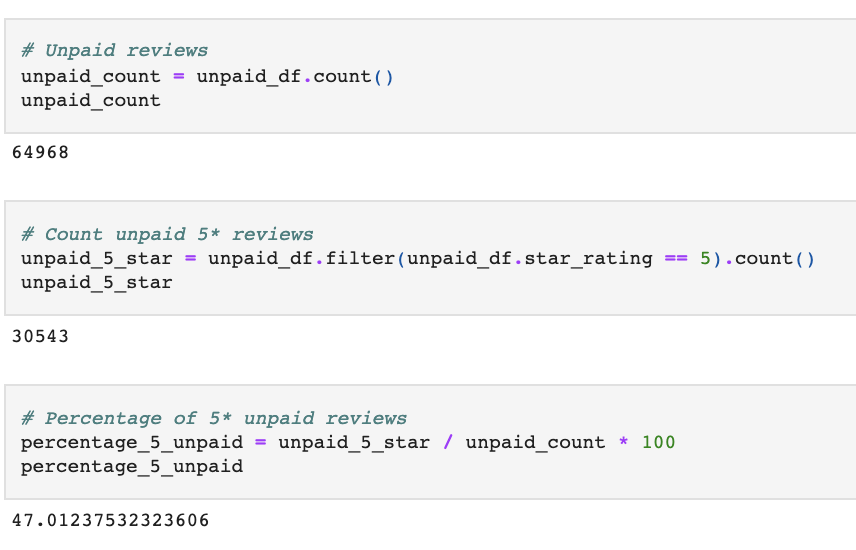 # Unpaid reviews
unpaid_count = unpaid_df.count()
unpaid_count
64968
# Count unpaid 5* reviews
unpaid_5_star = unpaid_df.filter(unpaid_df.star_rating == 5).count()
unpaid_5_star
30543
# Percentage of 5* unpaid reviews
percentage_5_unpaid = unpaid_5_star / unpaid_count * 100
percentage_5_unpaid
47.01237532323606